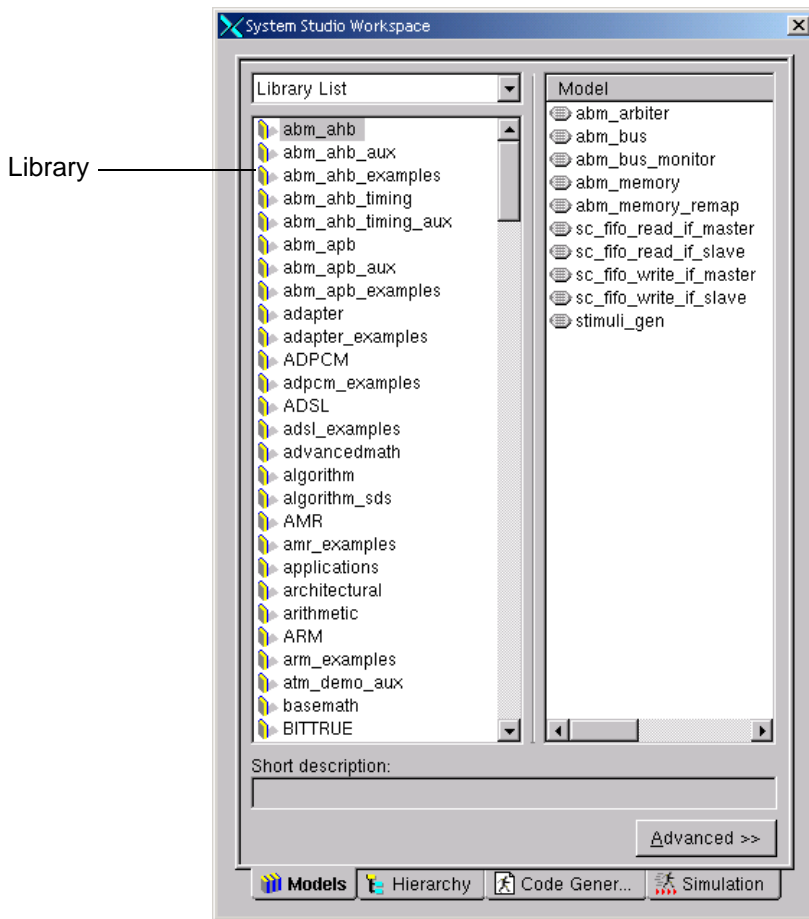 System Studio Workspace
Library List
Library
abm_ahb
abm_ahb_aux
abm_ahb_examples
abm_ahb_timing
abm_ahb_timing_aux
abm_apb
abm_apb_aux
abm_apb_examples
adapter
adapter_examples
ADPCM
adpcm_examples
ADSL
adsl_examples
advancedmath
algorithm
algorithm_sds
AMR
amr_examples
applications
architectural
arithmetic
ARM
arm_examples
atm_demo_aux
basemath
BITTRUE
Model
abm_arbiter
abm_bus
abm_bus_monitor
abm_memory
abm_memory_remap
sc_fifo_read_if_master
sc_fifo_read_if_slave
sc_fifo_write_if_master
sc_fifo_write_if_slave
stimuli_gen
Short description:
Advanced >>
Models Hierarchy Code Gener... Simulation